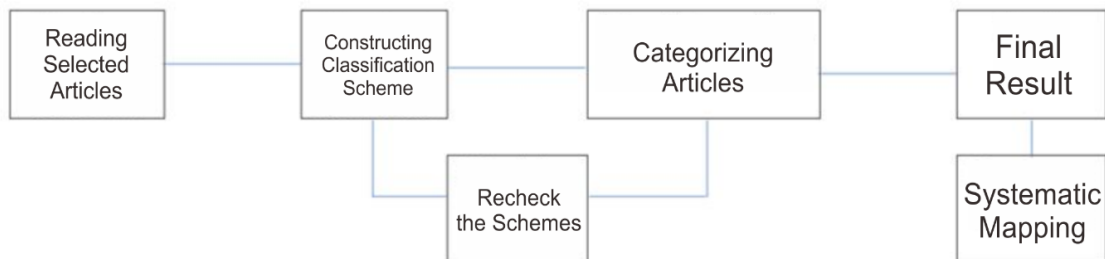 Reading
Selected
Articles
Constructing
Classification
Scheme
Categorizing
Articles
Final
Result
Recheck
the Schemes
Systematic
Mapping